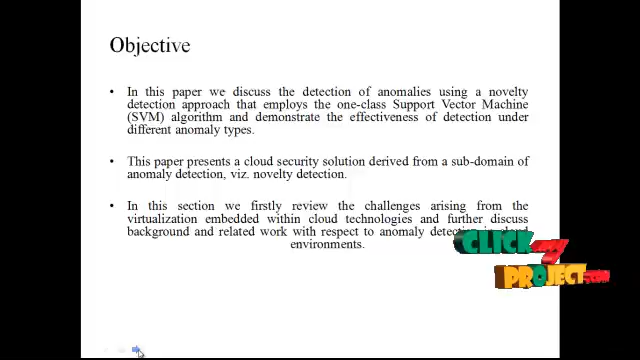 Objective
• In this paper we discuss the detection of anomalies using a novelty
detection approach that employs the one-class Support Vector Machine
(SVM) algorithm and demonstrate the effectiveness of detection under
different anomaly types.
• This paper presents a cloud security solution derived from a sub-domain of
anomaly detection, viz. novelty detection.
• In this section we firstly review the challenges arising from the
virtualization embedded within cloud technologies and further discuss
background and related work with respect to anomaly detection in cloud
environments.
CLICK MY
PROJECT.COM